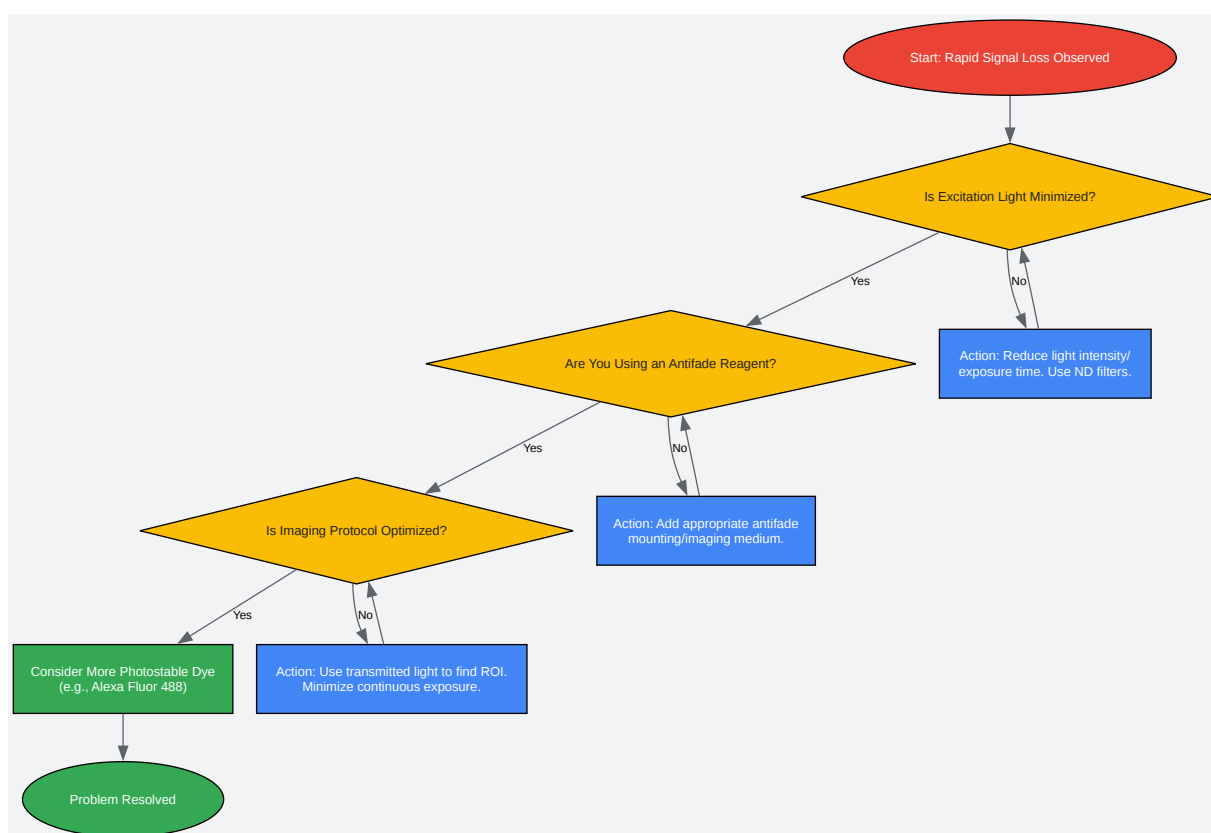 Start: Rapid Signal Loss Observed
Is Excitation Light Minimized?
Yes
No
Action: Reduce light intensity/
exposure time. Use ND filters.
Are You Using an Antifade Reagent?
Yes
No
Action: Add appropriate antifade
mounting/imaging medium.
Is Imaging Protocol Optimized?
Yes
No
Consider More Photostable Dye
(e.g., Alexa Fluor 488)
Action: Use transmitted light to find ROI.
Minimize continuous exposure.
Problem Resolved